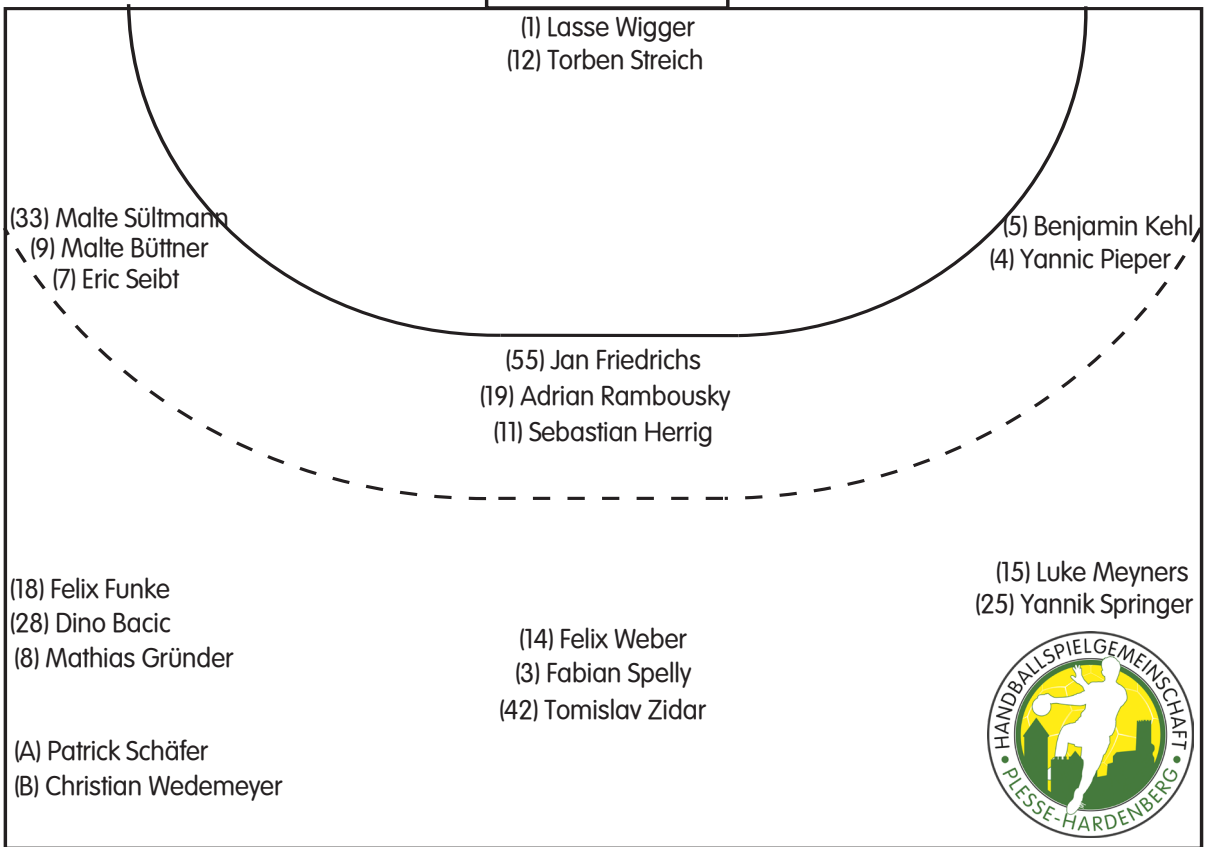 (1) Lasse Wigger
(12) Torben Streich
(33) Malte Sültmann
(9) Malte Büttner
(7) Eric Seibt
(5) Benjamin Kehl
(4) Yannic Pieper
(55) Jan Friedrichs
(19) Adrian Rambousky
(11) Sebastian Herrig
(18) Felix Funke
(28) Dino Bacic
(8) Mathias Gründer
(14) Felix Weber
(3) Fabian Spelly
(42) Tomislav Zidar
(15) Luke Meyners
(25) Yannik Springer
(A) Patrick Schäfer
(B) Christian Wedemeyer
HANDBALLSPIELGEMEINSCHAFT
• PLESSE-HARDENBERG •